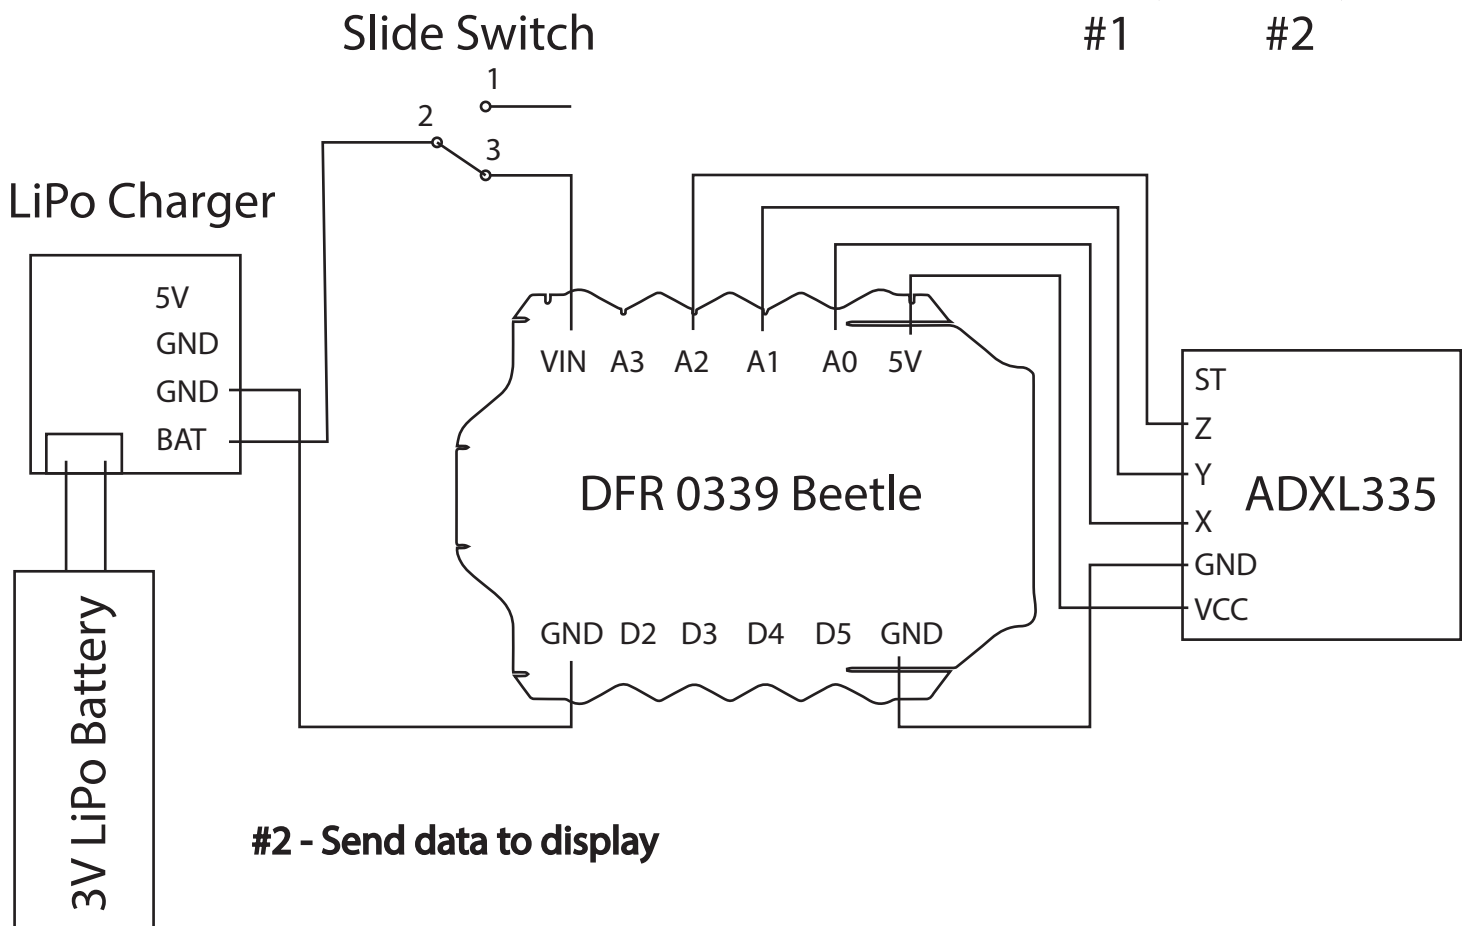 Slide Switch
#1
#2
1
2
3
LiPo Charger
5V
GND
GND
BAT
VIN A3 A2 A1 A0 5V
DFR 0339 Beetle
GND D2 D3 D4 D5 GND
ST
Z
Y
X
GND
VCC
ADXL335
3V LiPo Battery
#2 - Send data to display